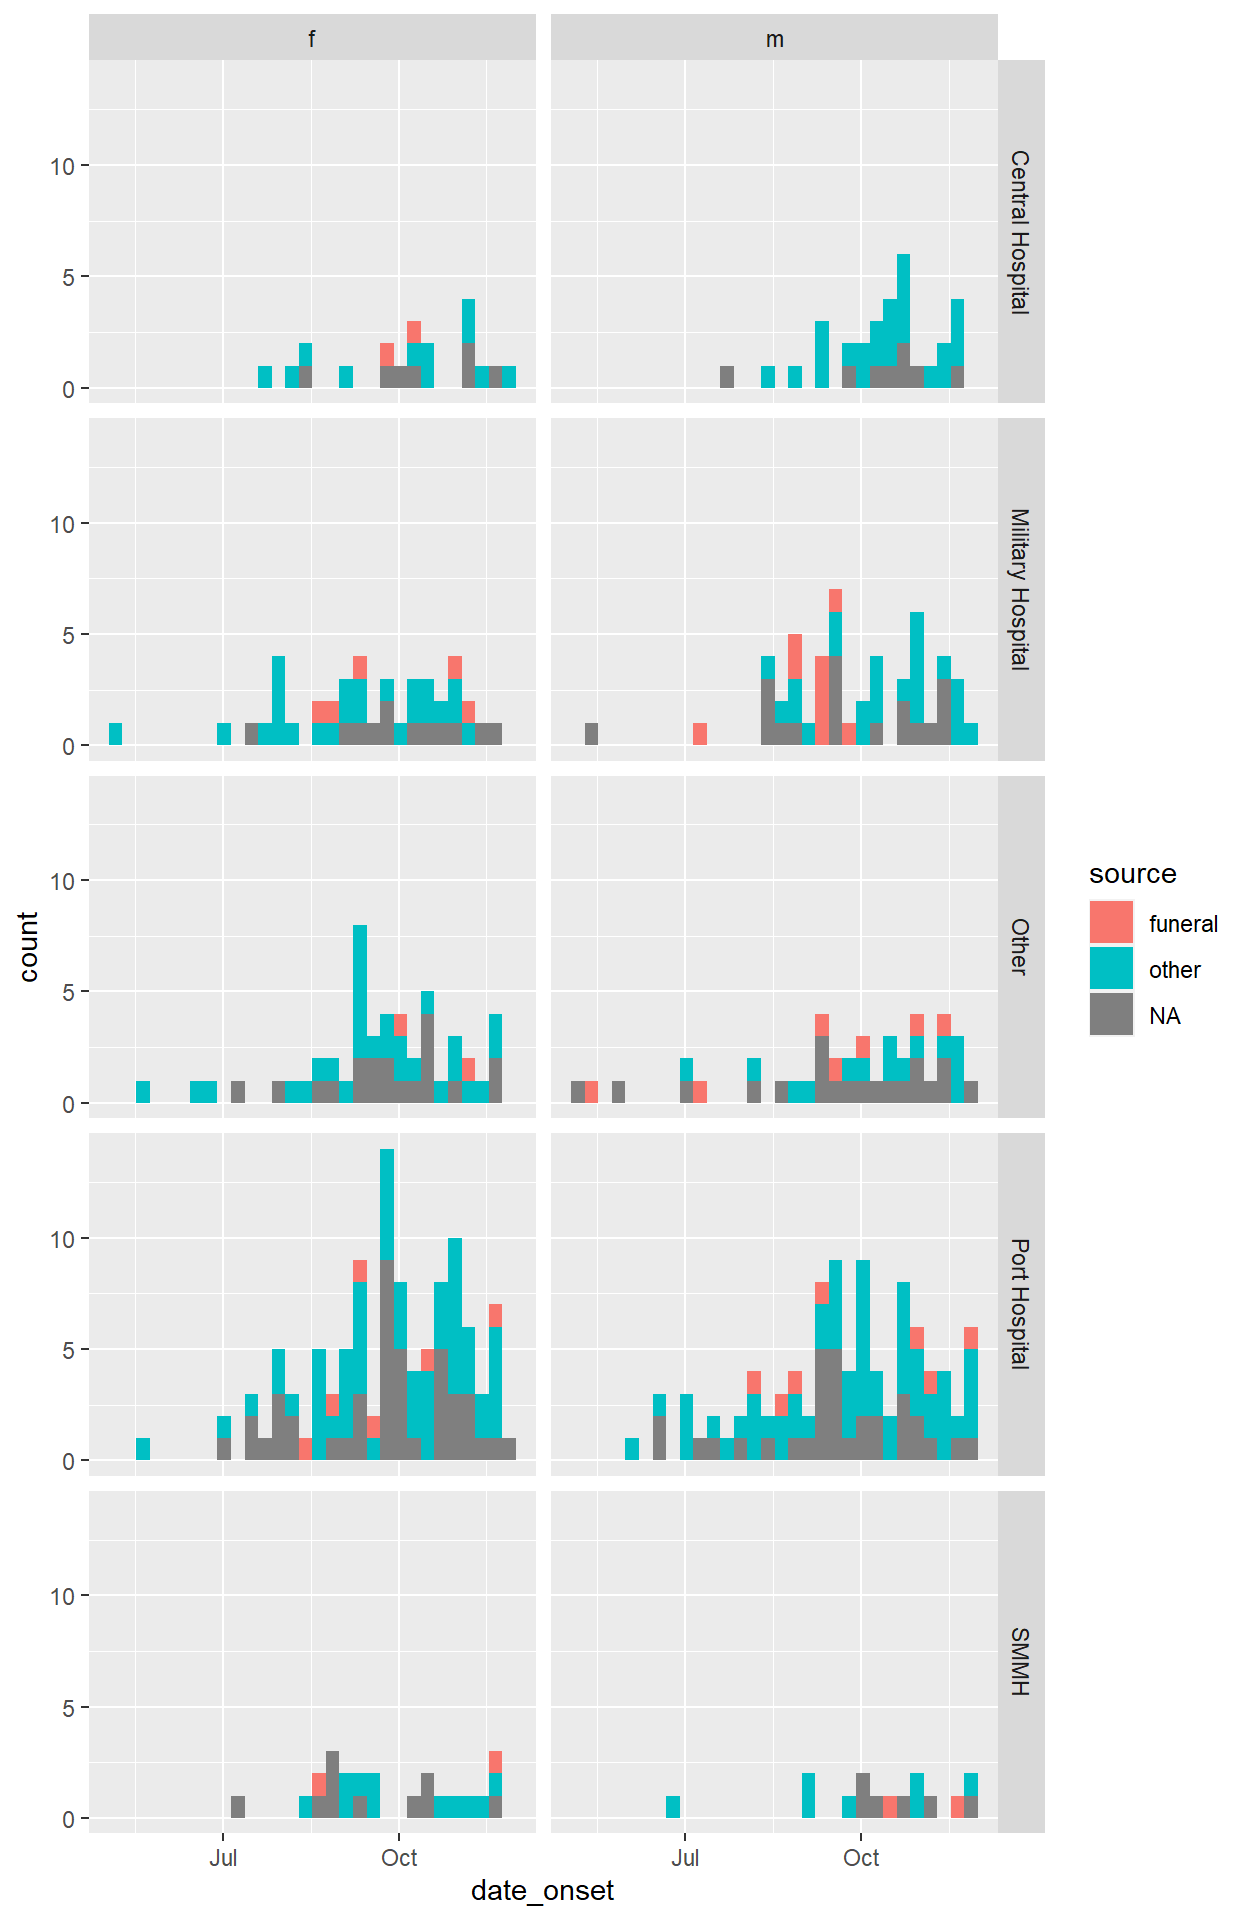 f
m
10
5
0
Central Hospital
10
5
0
Military Hospital
10
5
0
Other
10
5
0
Port Hospital
10
5
0
SMMH
Jul
Oct
Jul
Oct
date_onset
count
source
funeral
other
NA